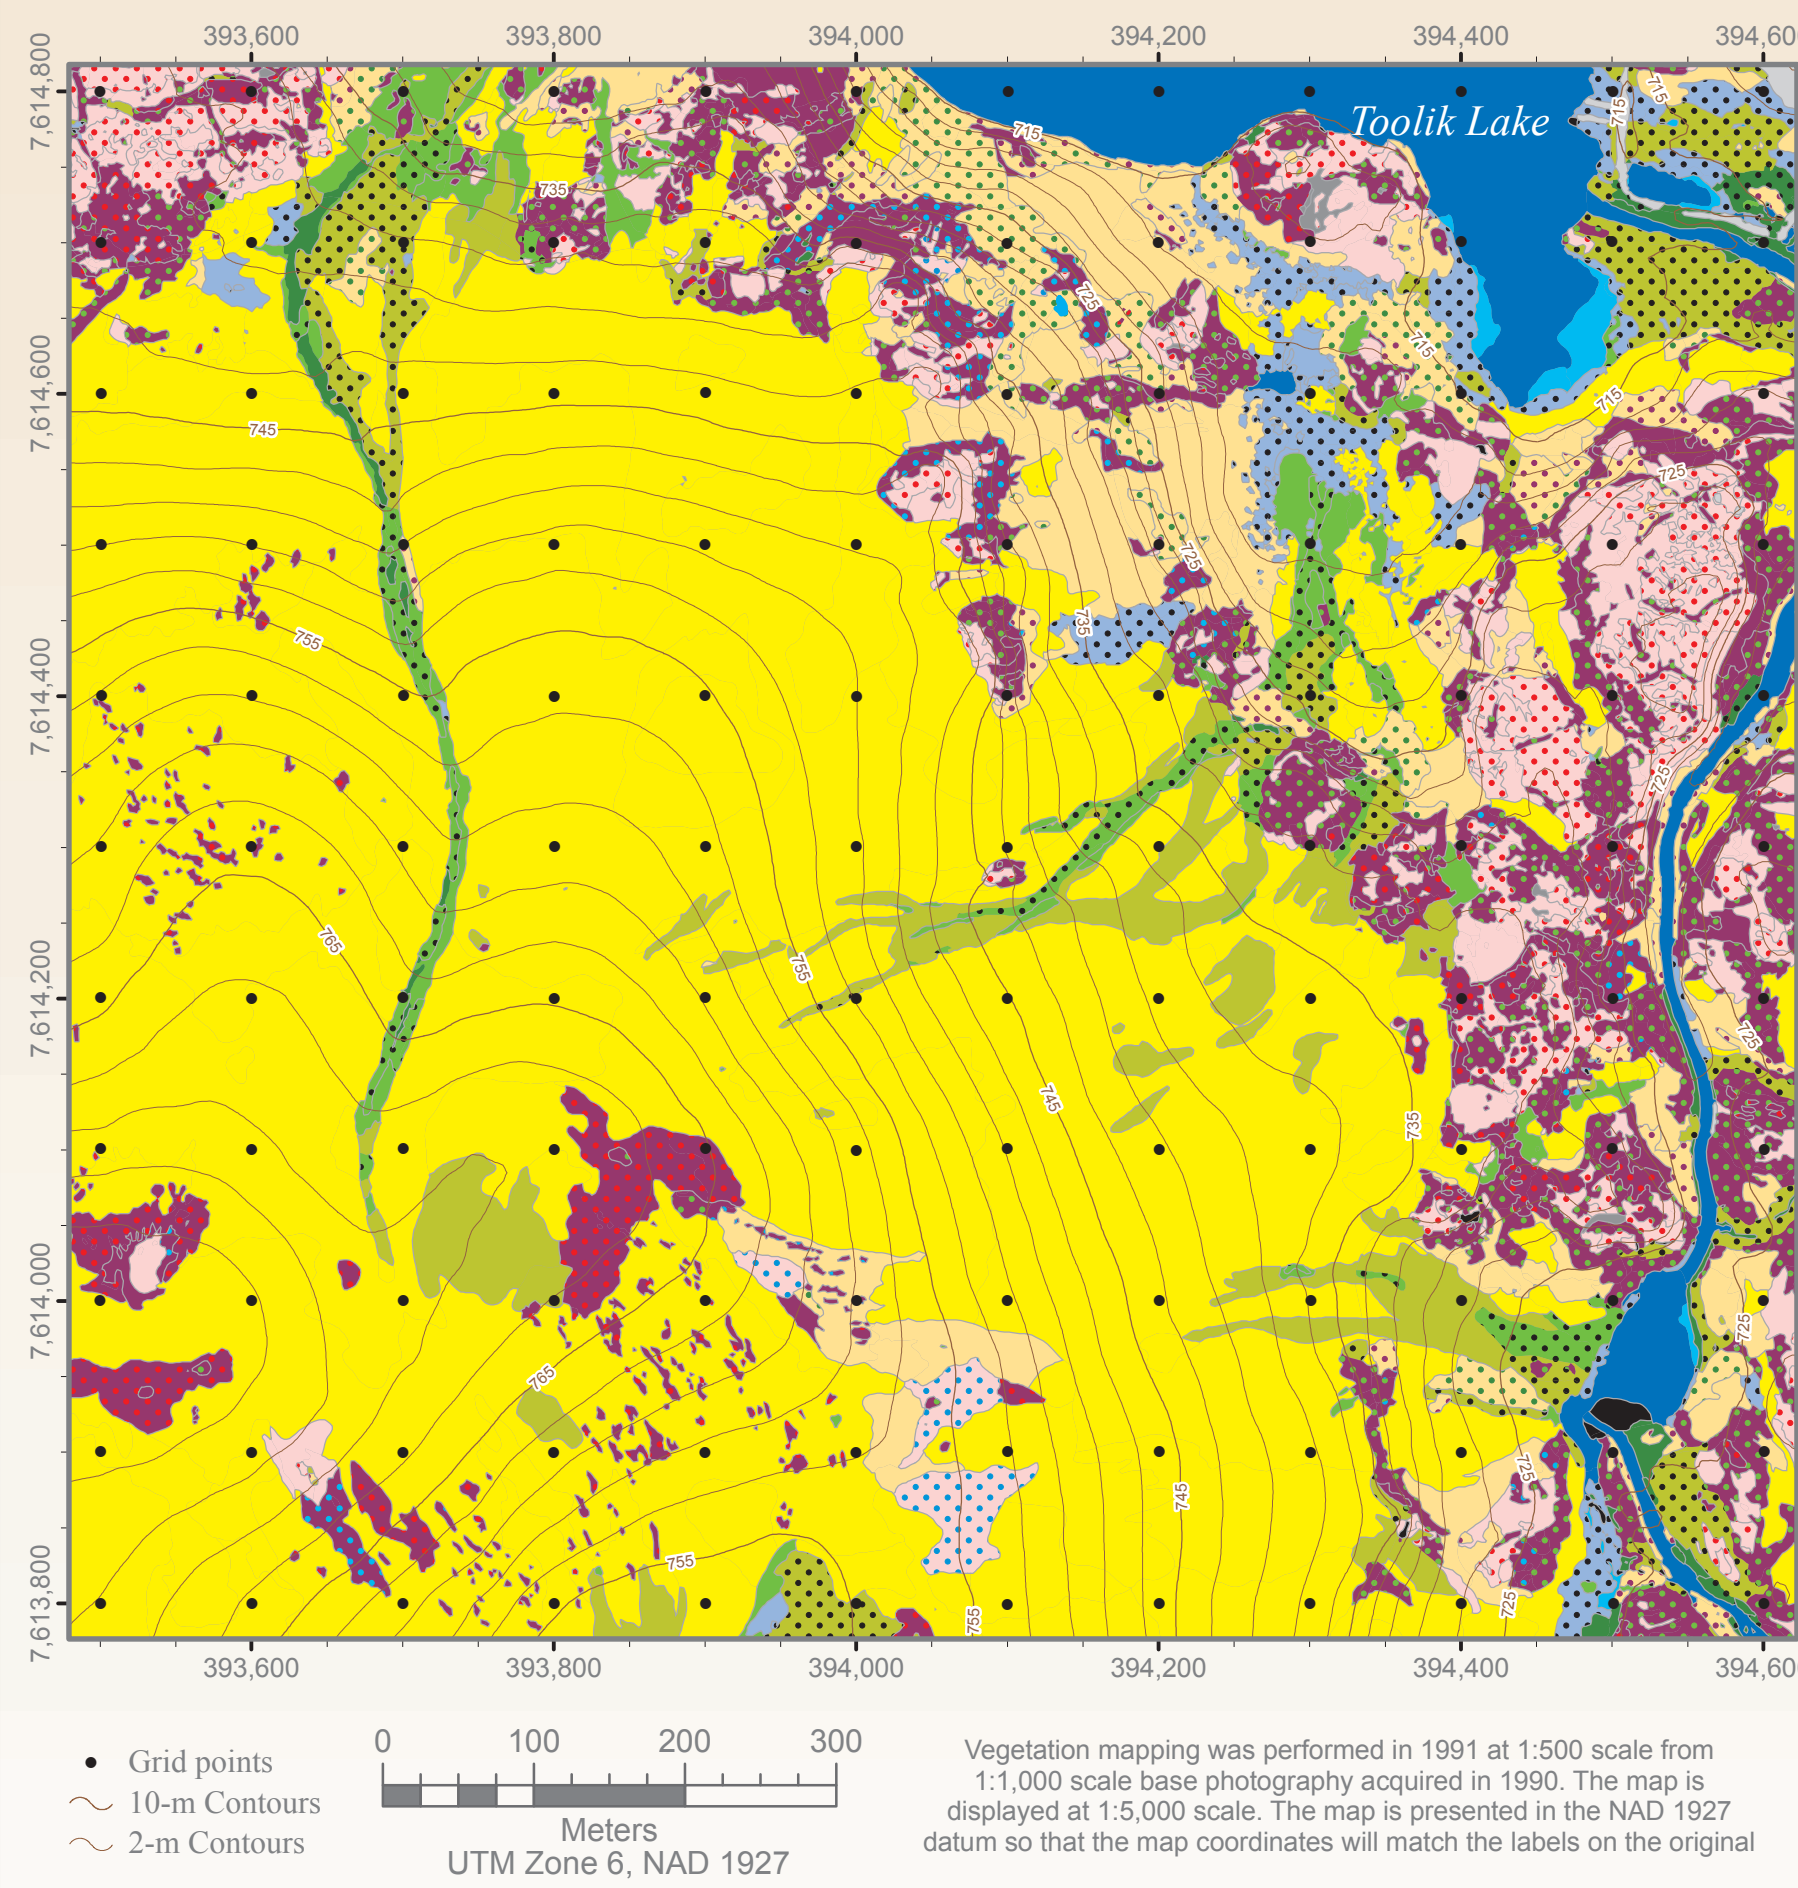 393,600 393,800 394,000 394,200 394,400 394,60
7,614,800
7,614,600
7,614,400
7,614,200
7,614,000
7,613,800
Toolik Lake
715
715
715
735
725
715
715
745
725
725
735
755
725
765
755
725
745
735
725
765
725
745
755
755
725
393,600 393,800 394,000 394,200 394,400 394,60
Grid points
10-m Contours
2-m Contours
0 100 200 300
Meters
UTM Zone 6, NAD 1927
Vegetation mapping was performed in 1991 at 1:500 scale from
1:1,000 scale base photography acquired in 1990. The map is
displayed at 1:5,000 scale. The map is presented in the NAD 1927
datum so that the map coordinates will match the labels on the original